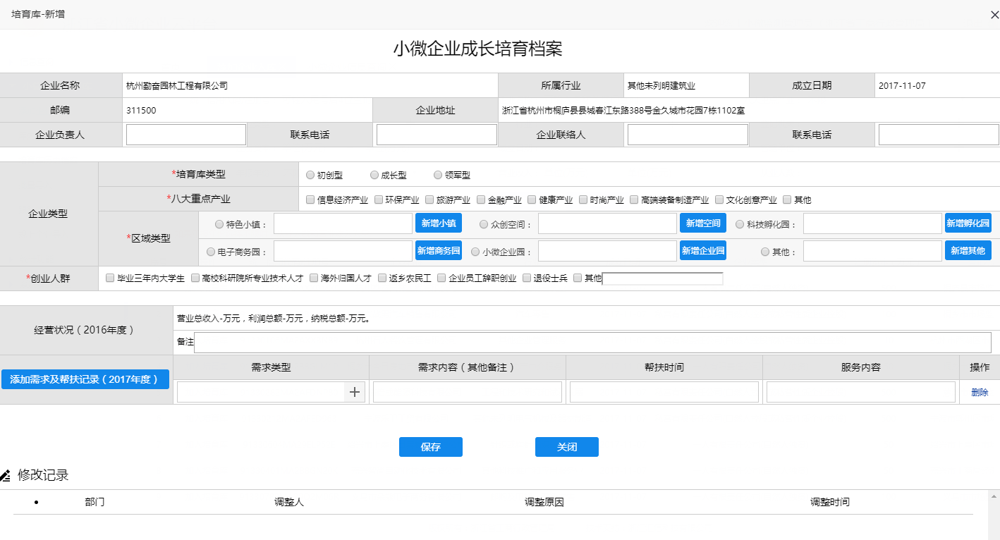 培育库-新增
小微企业成长培育档案
企业名称 杭州勤奋园林工程有限公司 所属行业 其他未列明建筑业 成立日期 2017-11-07
邮编 311500 企业地址 浙江省杭州市桐庐县县城春江东路388号金久城市花园7栋1102室
企业负责人 联系电话 企业联络人 联系电话
企业类型
*培育库类型 初创型 成长型 领军型
*八大重点产业 信息经济产业 环保产业 旅游产业 金融产业 健康产业 时尚产业 高端装备制造产业 文化创意产业 其他
*区域类型
特色小镇： 新增小镇 众创空间： 新增空间 科技孵化园： 新增孵化园
电子商务园： 新增商务园 小微企业园： 新增企业园 其他： 新增其他
*创业人群 毕业三年内大学生 高校科研院所专业技术人才 海外归国人才 返乡农民工 企业员工辞职创业 退役士兵 其他
经营状况（2016年度）
营业总收入-万元，利润总额-万元，纳税总额-万元。
备注
添加需求及帮扶记录（2017年度）
需求类型 需求内容（其他备注） 帮扶时间 服务内容 操作
删除
保存 关闭
修改记录
部门 调整人 调整原因 调整时间